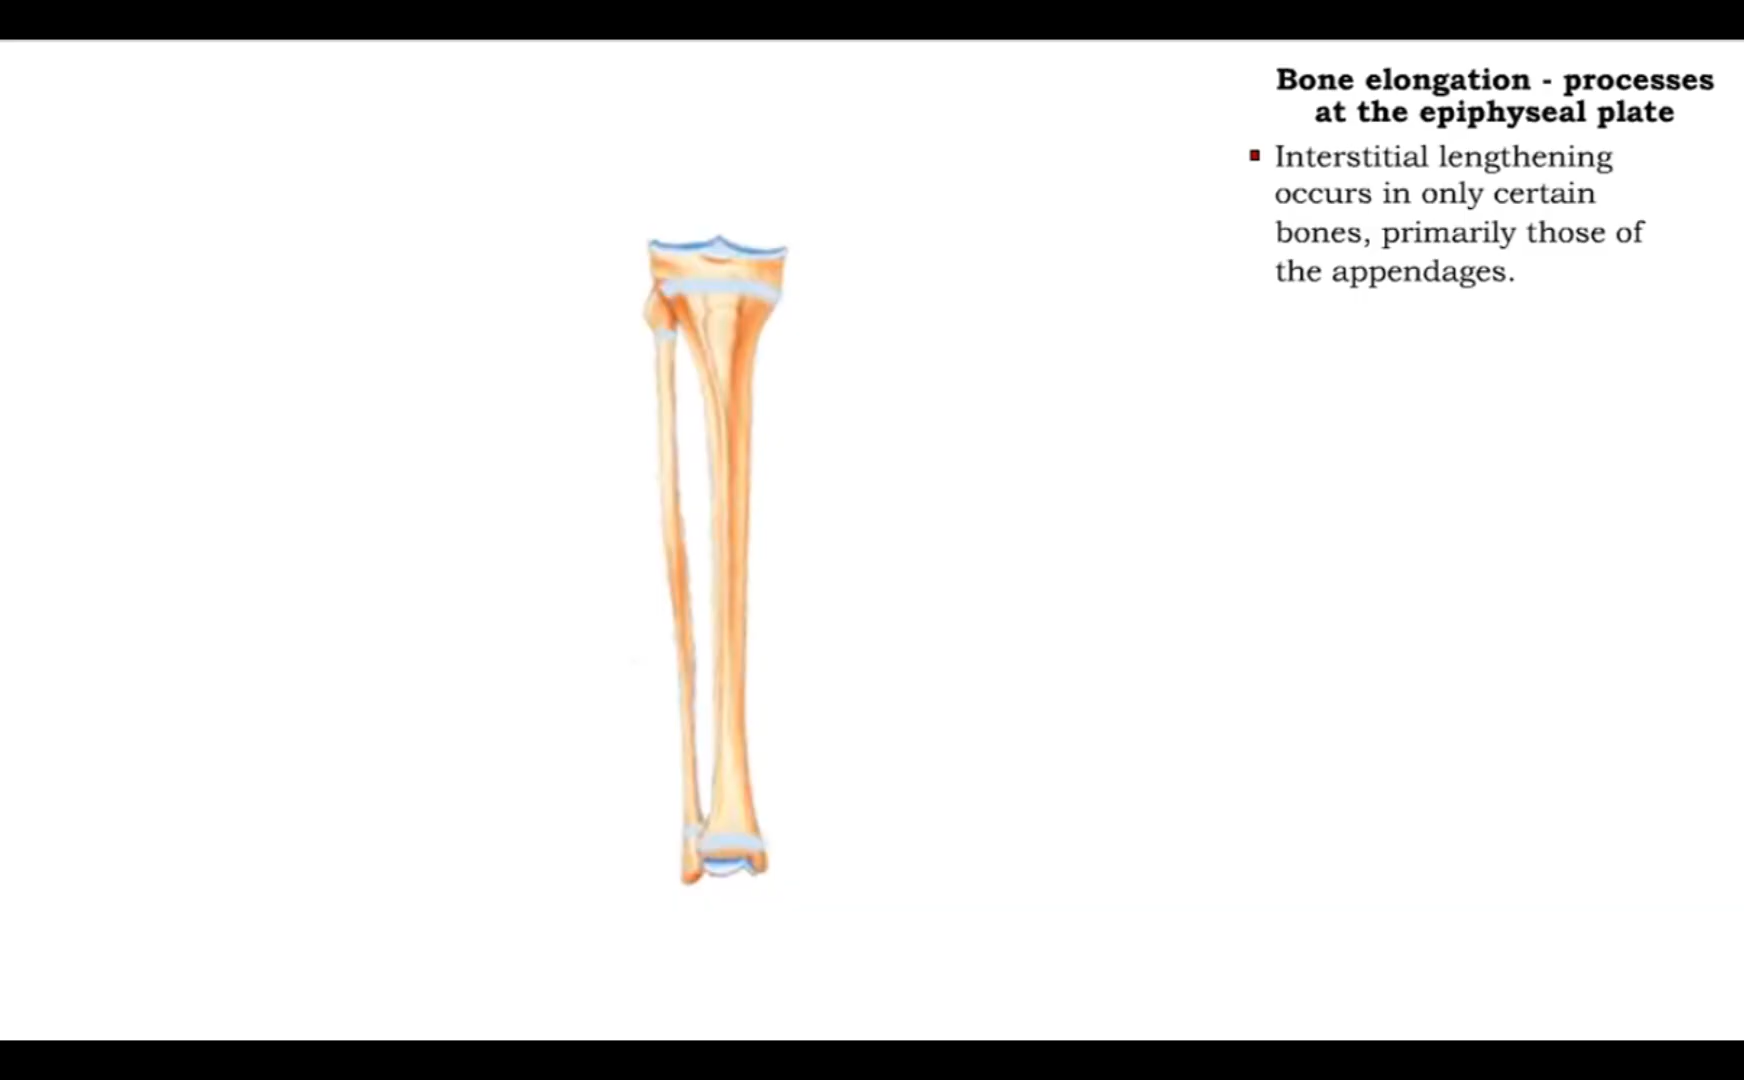 Bone elongation - processes
at the epiphyseal plate
Interstitial lengthening
occurs in only certain
bones, primarily those of
the appendages.